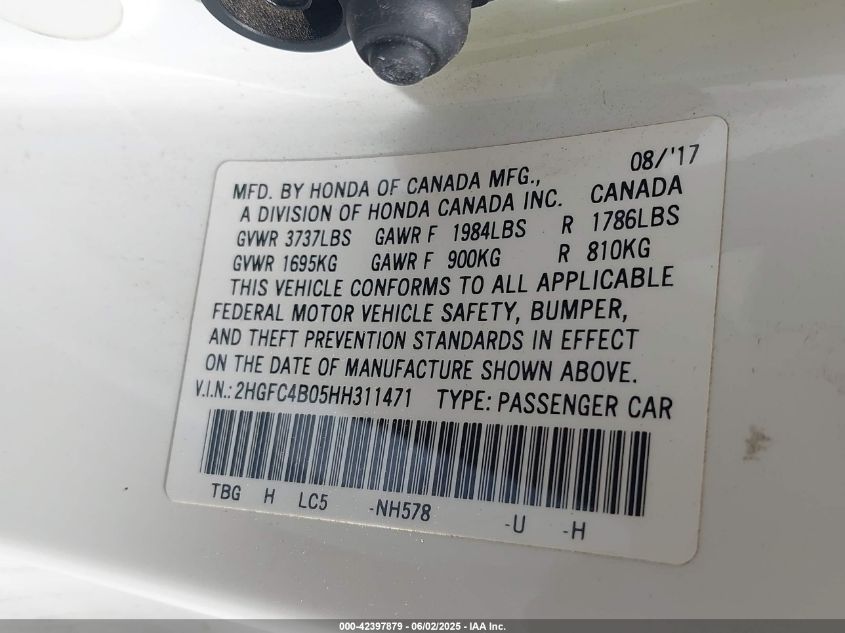 08/'17
MFD. BY HONDA OF CANADA MFG., CANADA
A DIVISION OF HONDA CANADA INC.
GVWR 3737LBS GAWR F 1984LBS R 1786LBS
GVWR 1695KG GAWR F 900KG R 810KG
THIS VEHICLE CONFORMS TO ALL APPLICABLE
FEDERAL MOTOR VEHICLE SAFETY, BUMPER,
AND THEFT PREVENTION STANDARDS IN EFFECT
ON THE DATE OF MANUFACTURE SHOWN ABOVE.
V.I.N.: 2HGFC4B05HH311471 TYPE: PASSENGER CAR
TBG H LC5 -NH578 -U -H
000-42397879 | 06/02/2025 - IAA Inc.